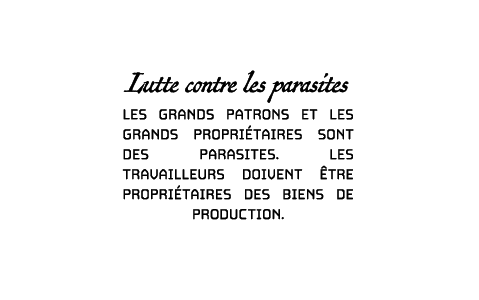 Lutte contre les parasites
LES GRANDS PATRONS ET LES
GRANDS PROPRIÉTAIRES SONT
DES PARASITES. LES
TRAVAILLEURS DOIVENT ÊTRE
PROPRIÉTAIRES DES BIENS DE
PRODUCTION.